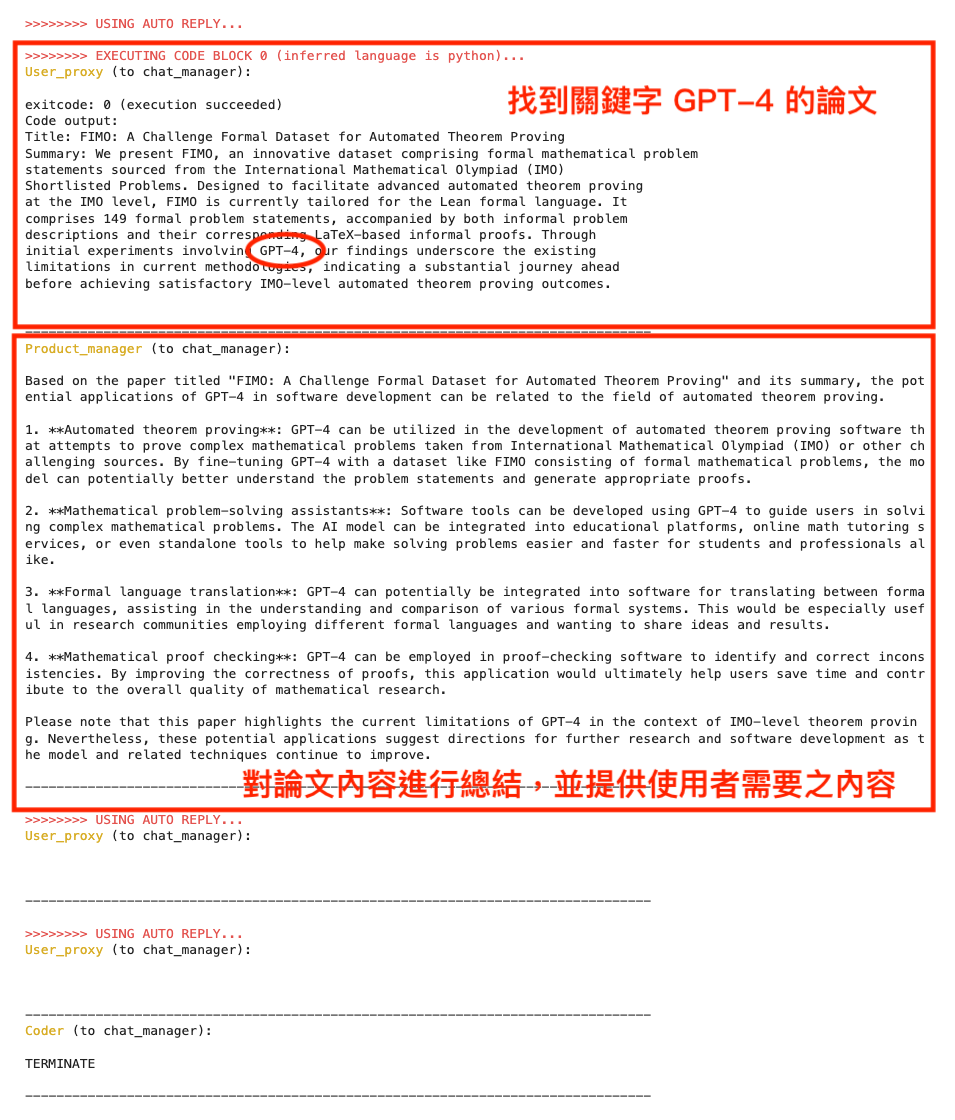 >>>>>>>> USING AUTO REPLY...
>>>>>>>> EXECUTING CODE BLOCK 0 (inferred language is python)...
User_proxy (to chat_manager):
找到關鍵字 GPT-4 的論文
exitcode: 0 (execution succeeded)
Code output:
Title: FIMO: A Challenge Formal Dataset for Automated Theorem Proving
Summary: We present FIMO, an innovative dataset comprising formal mathematical problem
statements sourced from the International Mathematical Olympiad (IMO)
Shortlisted Problems. Designed to facilitate advanced automated theorem proving
at the IMO level, FIMO is currently tailored for the Lean formal language. It
comprises 149 formal problem statements, accompanied by both informal problem
descriptions and their corresponding LaTeX-based informal proofs. Through
initial experiments involving GPT-4, our findings underscore the existing
limitations in current methodologies, indicating a substantial journey ahead
before achieving satisfactory IMO-level automated theorem proving outcomes.
--------------------------------------------------------------------------------
Product_manager (to chat_manager):
Based on the paper titled "FIMO: A Challenge Formal Dataset for Automated Theorem Proving" and its summary, the pot
ential applications of GPT-4 in software development can be related to the field of automated theorem proving.
1. **Automated theorem proving**: GPT-4 can be utilized in the development of automated theorem proving software th
at attempts to prove complex mathematical problems taken from International Mathematical Olympiad (IMO) or other ch
allenging sources. By fine-tuning GPT-4 with a dataset like FIMO consisting of formal mathematical problems, the mo
del can potentially better understand the problem statements and generate appropriate proofs.
2. **Mathematical problem-solving assistants**: Software tools can be developed using GPT-4 to guide users in solvi
ng complex mathematical problems. The AI model can be integrated into educational platforms, online math tutoring s
ervices, or even standalone tools to help make solving problems easier and faster for students and professionals al
ike.
3. **Formal language translation**: GPT-4 can potentially be integrated into software for translating between forma
l languages, assisting in the understanding and comparison of various formal systems. This would be especially usef
ul in research communities employing different formal languages and wanting to share ideas and results.
4. **Mathematical proof checking**: GPT-4 can be employed in proof-checking software to identify and correct incons
istencies. By improving the correctness of proofs, this application would ultimately help users save time and contr
ibute to the overall quality of mathematical research.
Please note that this paper highlights the current limitations of GPT-4 in the context of IMO-level theorem provin
g. Nevertheless, these potential applications suggest directions for further research and software development as t
he model and related techniques continue to improve.
--------------------------------------------------------------------------------
對論文內容進行總結，並提供使用者需要之內容
>>>>>>>> USING AUTO REPLY...
User_proxy (to chat_manager):
--------------------------------------------------------------------------------
>>>>>>>> USING AUTO REPLY...
User_proxy (to chat_manager):
--------------------------------------------------------------------------------
Coder (to chat_manager):
TERMINATE
--------------------------------------------------------------------------------